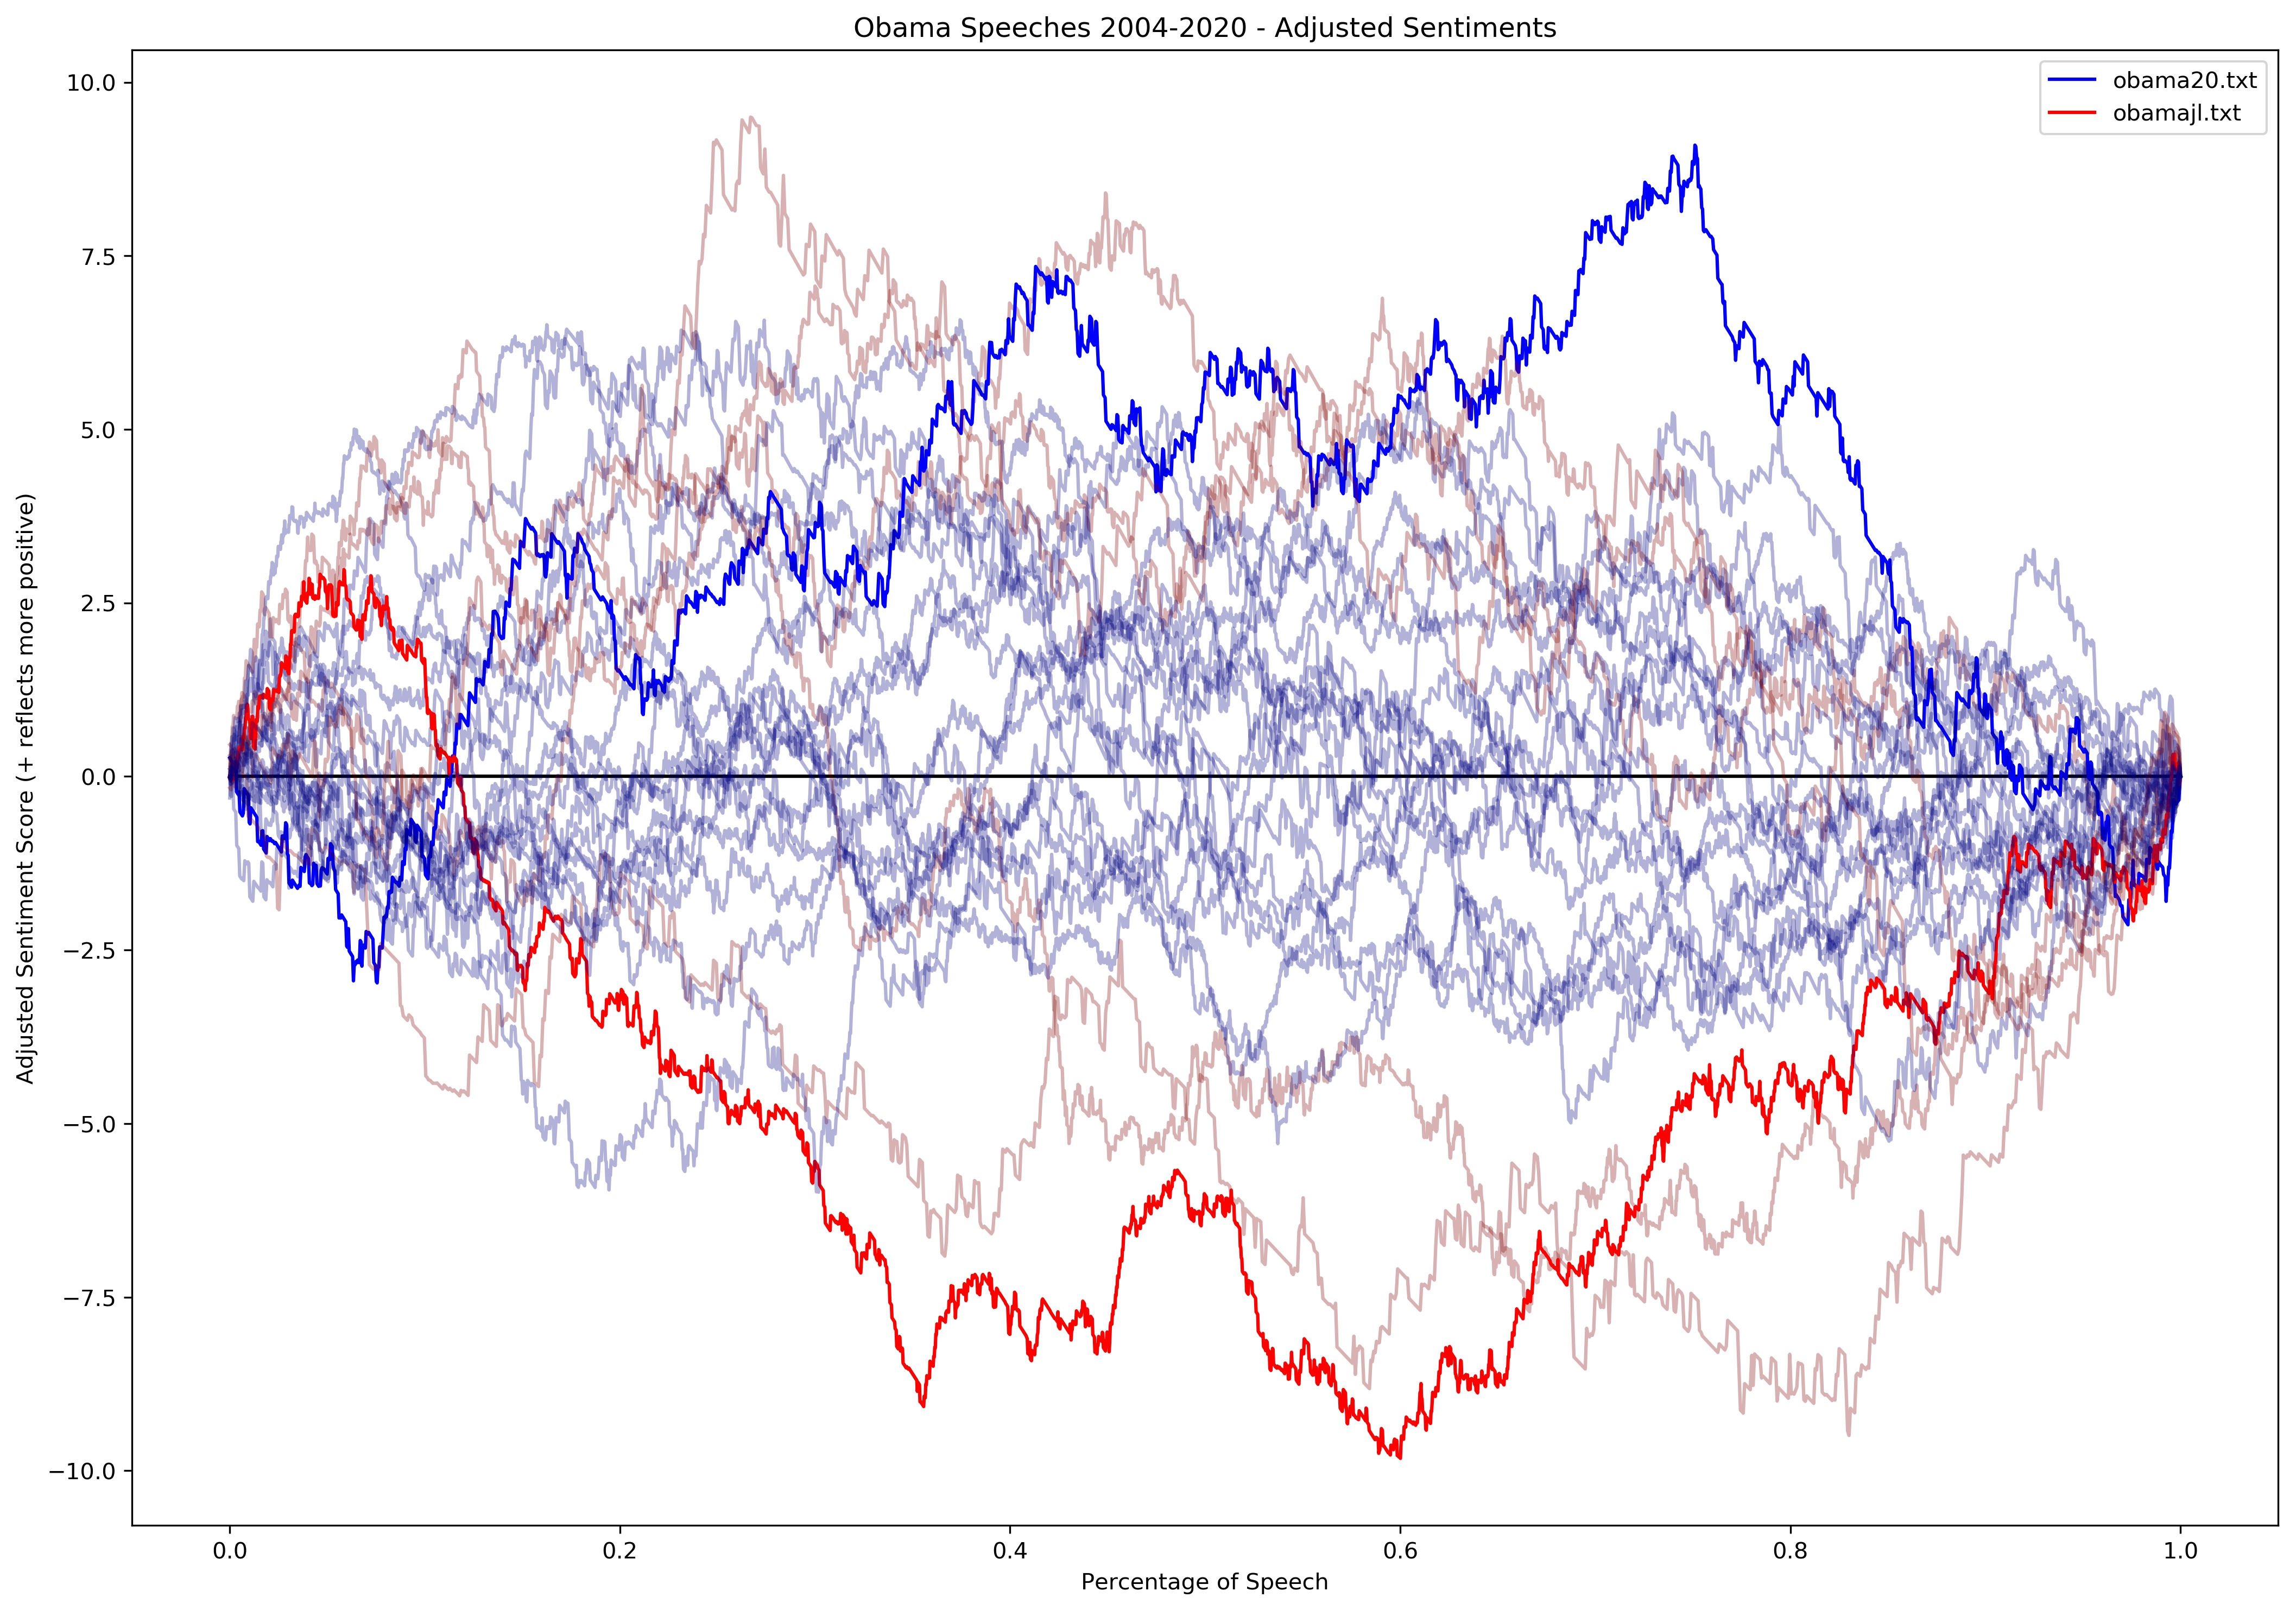 Obama Speeches 2004-2020 - Adjusted Sentiments
obama20.txt
obamajl.txt
Adjusted Sentiment Score (+ reflects more positive)
10.0
7.5
5.0
2.5
0.0
−2.5
−5.0
−7.5
−10.0
0.0 0.2 0.4 0.6 0.8 1.0
Percentage of Speech